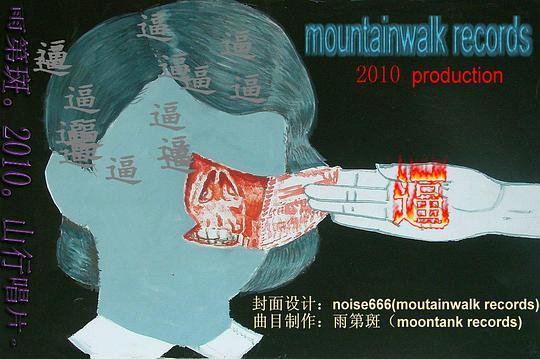 mountainwalk records
2010 production
雨第斑。2010。山行唱片。
逼
逼
逼
逼
逼
逼
逼
逼
逼
逼
逼
逼
逼
封面设计：noise666(moutainwalk records)
曲目制作：雨第斑（moontank records)